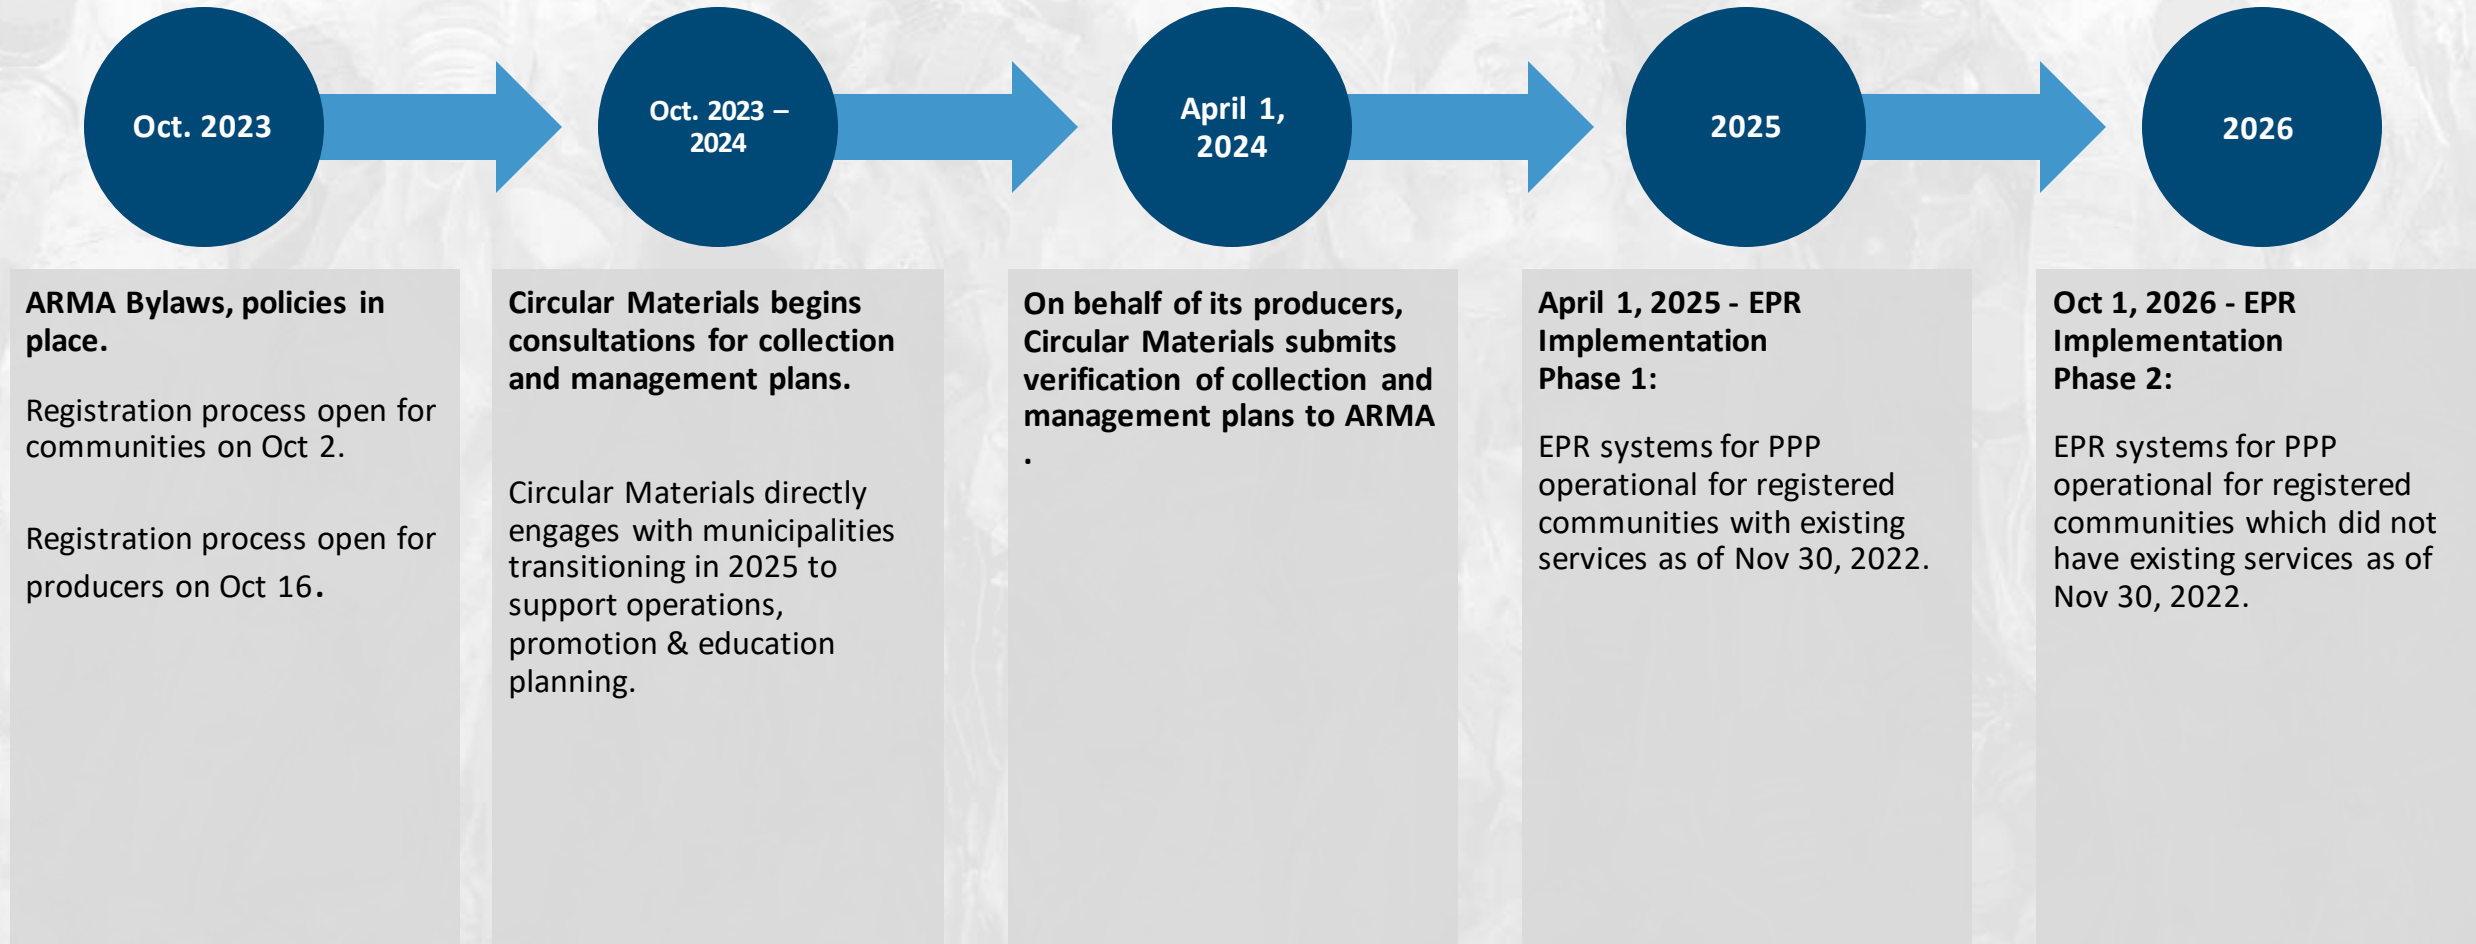 Oct. 2023
Oct. 2023 –
2024
April 1,
2024
2025
2026
ARMA Bylaws, policies in
place.
Registration process open for
communities on Oct 2.
Registration process open for
producers on Oct 16.
Circular Materials begins
consultations for collection
and management plans.
Circular Materials directly
engages with municipalities
transitioning in 2025 to
support operations,
promotion & education
planning.
On behalf of its producers,
Circular Materials submits
verification of collection and
management plans to ARMA
.
April 1, 2025 - EPR
Implementation
Phase 1:
EPR systems for PPP
operational for registered
communities with existing
services as of Nov 30, 2022.
Oct 1, 2026 - EPR
Implementation
Phase 2:
EPR systems for PPP
operational for registered
communities which did not
have existing services as of
Nov 30, 2022.